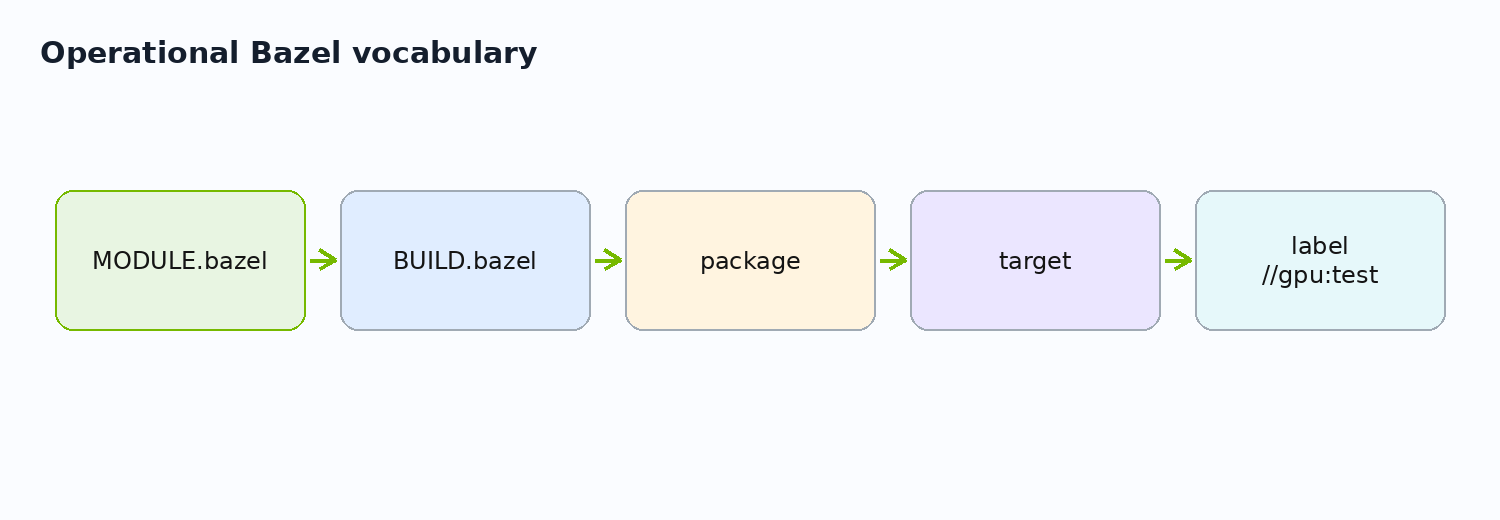 Operational Bazel vocabulary
MODULE.bazel
BUILD.bazel
package
target
label
//gpu:test